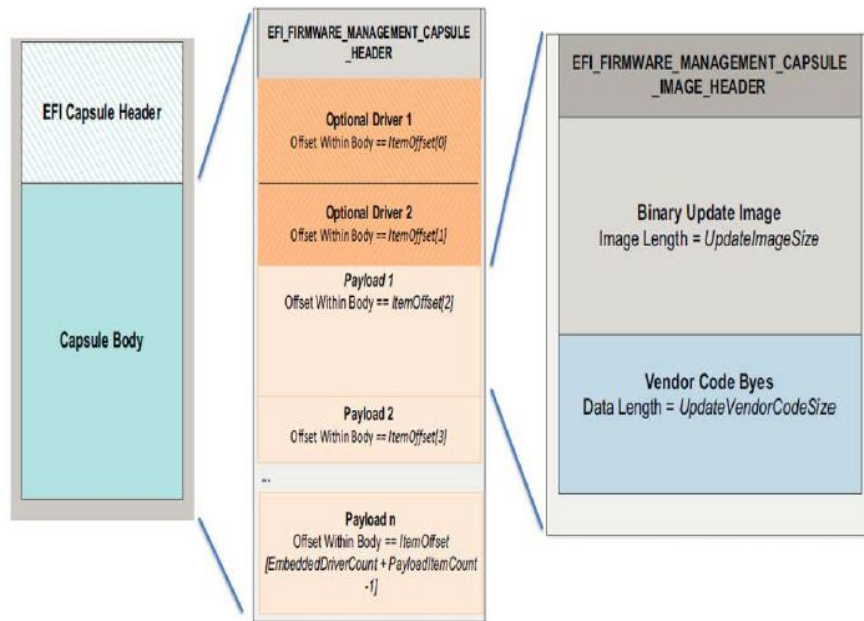 EFI Capsule Header
Capsule Body
EFI_FIRMWARE_MANAGEMENT_CAPSULE
_HEADER
Optional Driver 1
Offset Within Body == ItemOffset[0]
Optional Driver 2
Offset Within Body == ItemOffset[1]
Payload 1
Offset Within Body == ItemOffset[2]
Payload 2
Offset Within Body == ItemOffset[3]
...
Payload n
Offset Within Body == ItemOffset
[EmbeddedDriverCount + PayloadItemCount
-1]
EFI_FIRMWARE_MANAGEMENT_CAPSULE
_IMAGE_HEADER
Binary Update Image
Image Length = UpdateImageSize
Vendor Code Byes
Data Length = UpdateVendorCodeSize